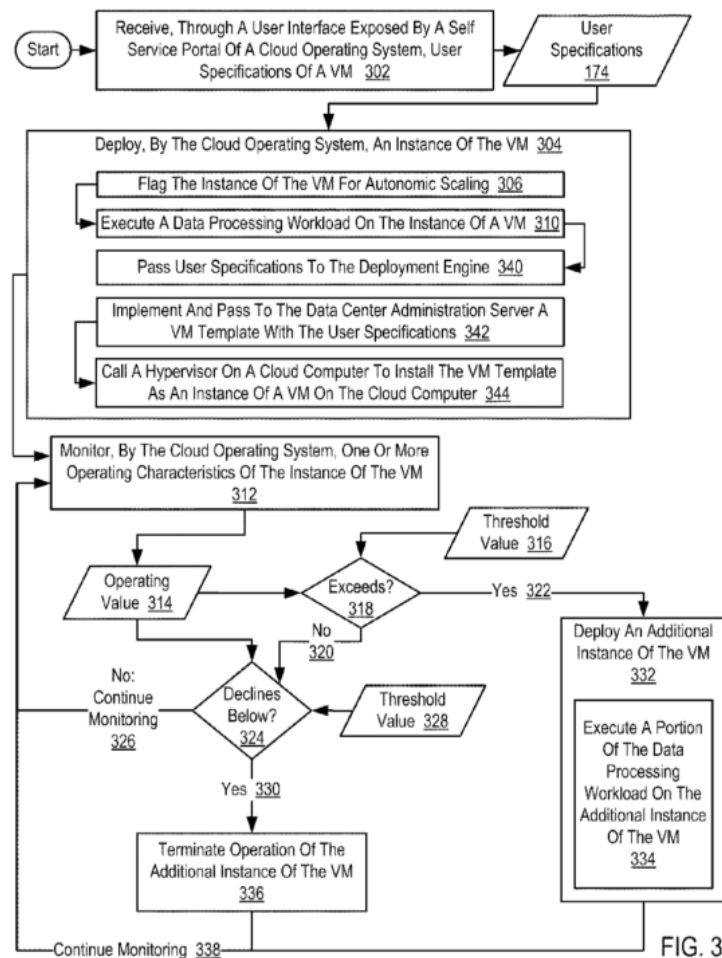 Start
Receive, Through A User Interface Exposed By A Self
Service Portal Of A Cloud Operating System, User
Specifications Of A VM 302
User
Specifications
174
Deploy, By The Cloud Operating System, An Instance Of The VM 304
Flag The Instance Of The VM For Autonomic Scaling 306
Execute A Data Processing Workload On The Instance Of A VM 310
Pass User Specifications To The Deployment Engine 340
Implement And Pass To The Data Center Administration Server A
VM Template With The User Specifications 342
Call A Hypervisor On A Cloud Computer To Install The VM Template
As An Instance Of A VM On The Cloud Computer 344
Monitor, By The Cloud Operating System, One Or More
Operating Characteristics Of The Instance Of The VM
312
Threshold
Value 316
Operating
Value 314
Exceeds?
318
Yes 322
No
320
Deploy An Additional
Instance Of The VM
332
Execute A Portion
Of The Data
Processing
Workload On The
Additional Instance
Of The VM
334
No:
Continue
Monitoring
326
Declines
Below?
324
Threshold
Value 328
Yes 330
Terminate Operation Of The
Additional Instance Of The VM
336
Continue Monitoring 338
FIG. 3